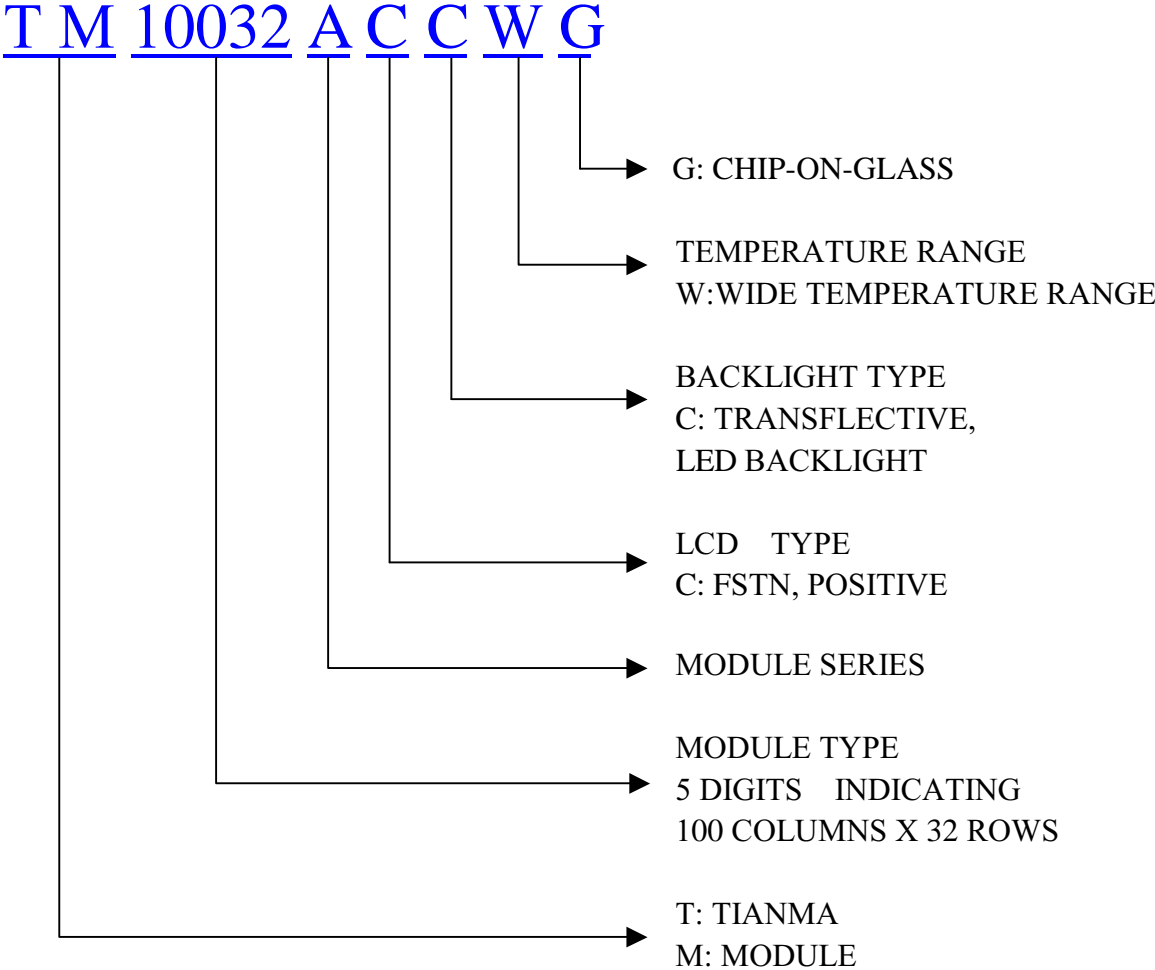 T M 10032 A C C W G
G: CHIP-ON-GLASS
TEMPERATURE RANGE
W:WIDE TEMPERATURE RANGE
BACKLIGHT TYPE
C: TRANSFLECTIVE,
LED BACKLIGHT
LCD TYPE
C: FSTN, POSITIVE
MODULE SERIES
MODULE TYPE
5 DIGITS INDICATING
100 COLUMNS X 32 ROWS
T: TIANMA
M: MODULE